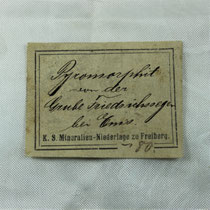 Pyromorphit
von der
Grube Friedrichssegen
bei Ems.
K. S. Mineralien-Niederlage zu Freiberg.
80.